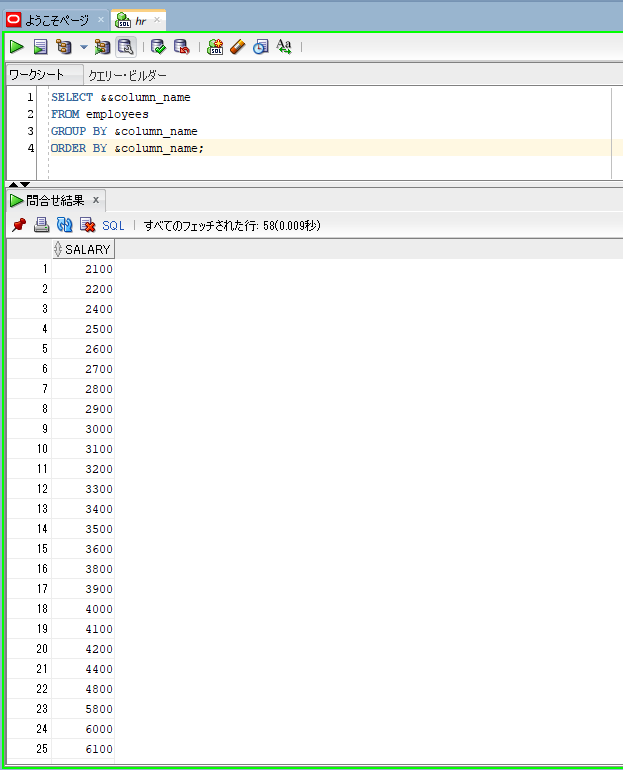 ようこそページ × SQL hr ×
SQL Aa
ワークシート クエリー・ビルダー
1 SELECT &&column_name
2 FROM employees
3 GROUP BY &column_name
4 ORDER BY &column_name;
問合せ結果 ×
SQL | すべてのフェッチされた行: 58(0.009秒)
SALARY
1 2100
2 2200
3 2400
4 2500
5 2600
6 2700
7 2800
8 2900
9 3000
10 3100
11 3200
12 3300
13 3400
14 3500
15 3600
16 3800
17 3900
18 4000
19 4100
20 4200
21 4400
22 4800
23 5800
24 6000
25 6100